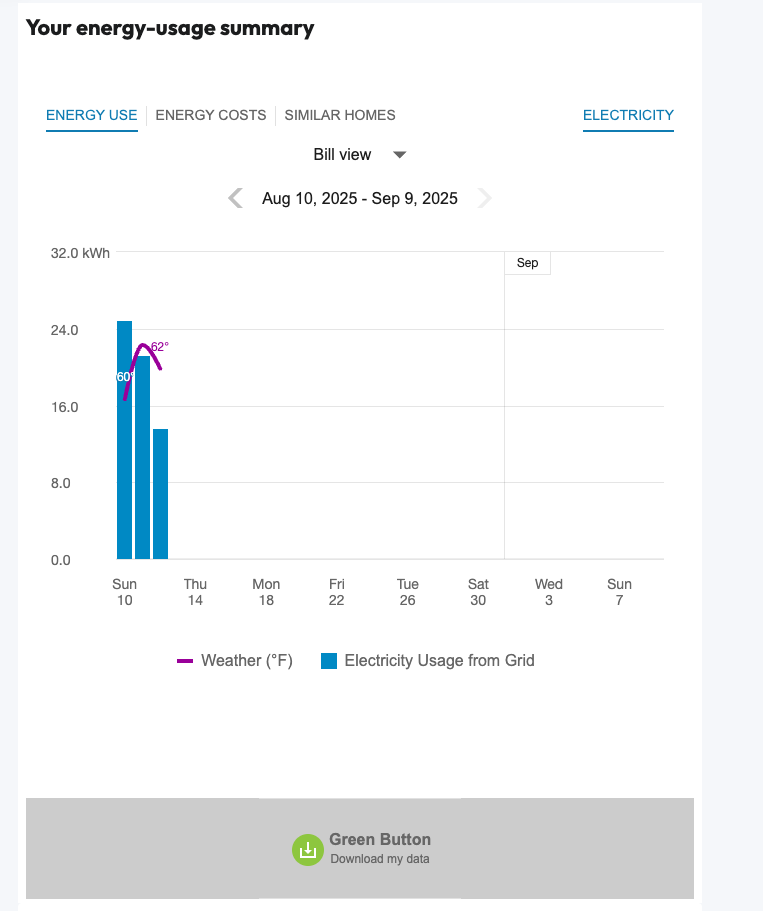 Your energy-usage summary
ENERGY USE ENERGY COSTS SIMILAR HOMES ELECTRICITY
Bill view
Aug 10, 2025 - Sep 9, 2025
32.0 kWh
Sep
24.0
62°
60°
16.0
8.0
0.0
Sun Thu Mon Fri Tue Sat Wed Sun
10 14 18 22 26 30 3 7
Weather (°F) Electricity Usage from Grid
Green Button
Download my data